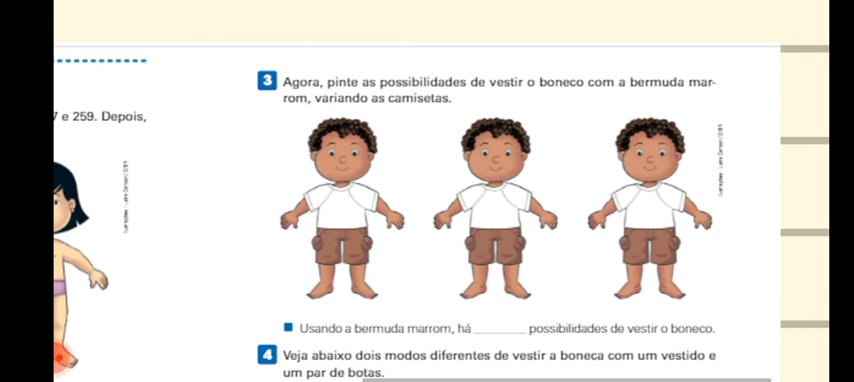 3 Agora, pinte as possibilidades de vestir o boneco com a bermuda mar-
rom, variando as camisetas.
e 259. Depois,
Usando a bermuda marrom, há ________ possibilidades de vestir o boneco.
4 Veja abaixo dois modos diferentes de vestir a boneca com um vestido e
um par de botas.